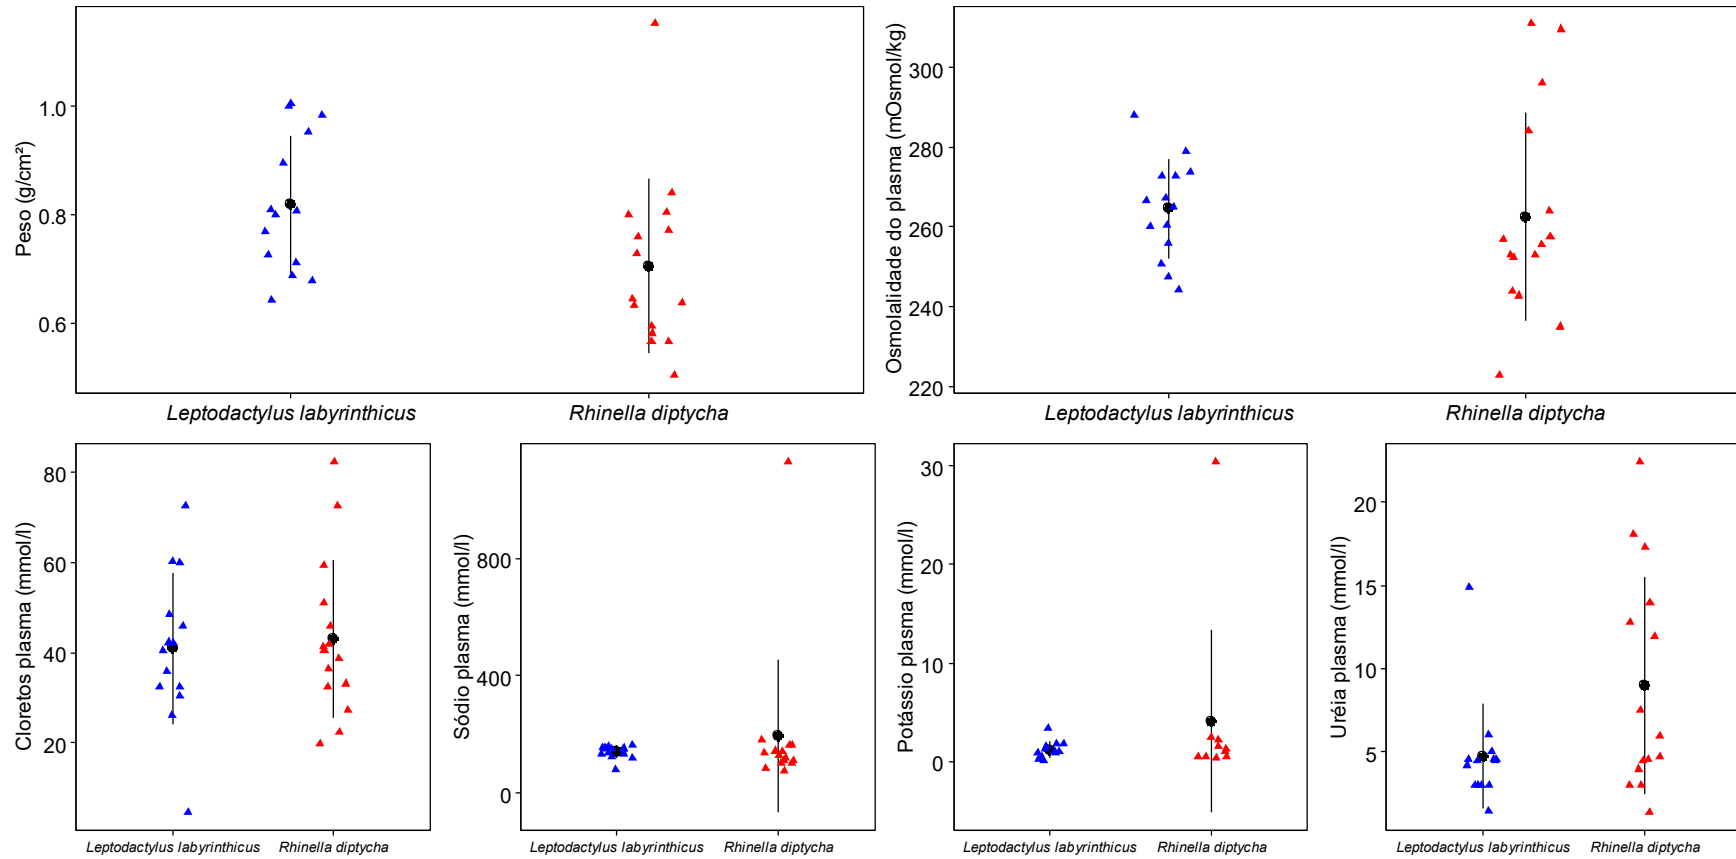 Peso (g/cm²)
1.0
0.8
0.6
Leptodactylus labyrinthicus
Rhinella diptycha
Osmolalidade do plasma (mOsmol/kg)
300
280
260
240
220
Leptodactylus labyrinthicus
Rhinella diptycha
Cloretos plasma (mmol/l)
80
60
40
20
Leptodactylus labyrinthicus
Rhinella diptycha
Sódio plasma (mmol/l)
800
400
0
Leptodactylus labyrinthicus
Rhinella diptycha
Potássio plasma (mmol/l)
30
20
10
0
Leptodactylus labyrinthicus
Rhinella diptycha
Uréia plasma (mmol/l)
20
15
10
5
Leptodactylus labyrinthicus
Rhinella diptycha